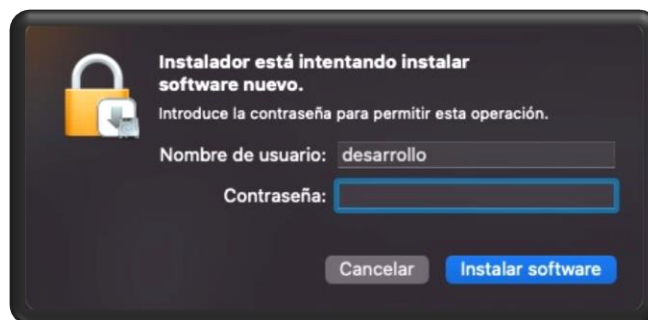 Instalador está intentando instalar
software nuevo.
Introduce la contraseña para permitir esta operación.
Nombre de usuario: desarrollo
Contraseña:
Cancelar Instalar software